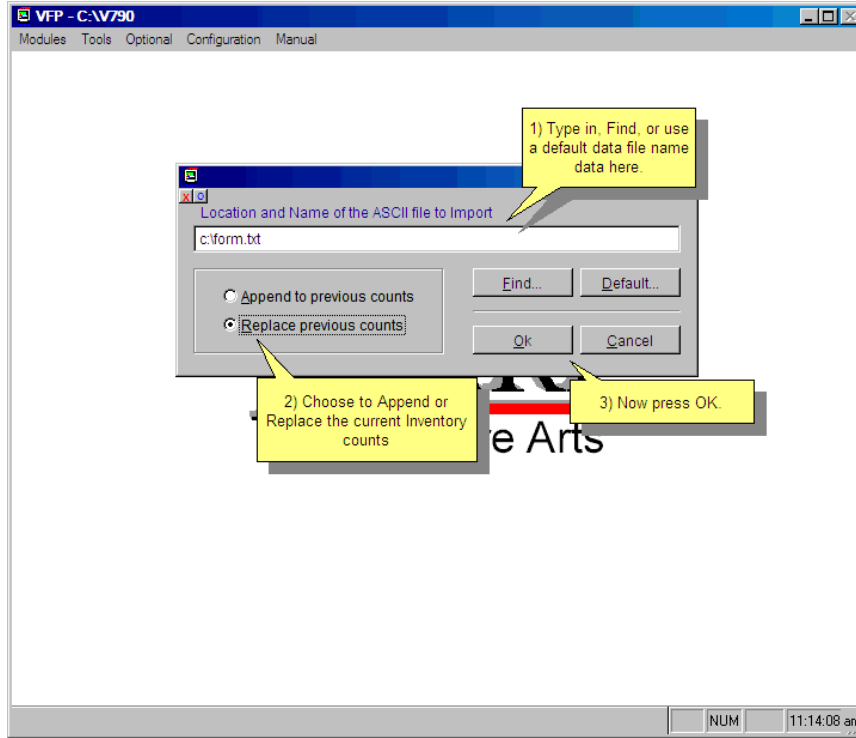 VFP - C:\V790
Modules Tools Optional Configuration Manual
1) Type in, Find, or use
a default data file name
data here.
X O
Location and Name of the ASCII file to Import
c:\form.txt
Append to previous counts
Replace previous counts
Find...
Default...
Ok
Cancel
2) Choose to Append or
Replace the current Inventory
counts
3) Now press OK.
e Arts
NUM
11:14:08 am